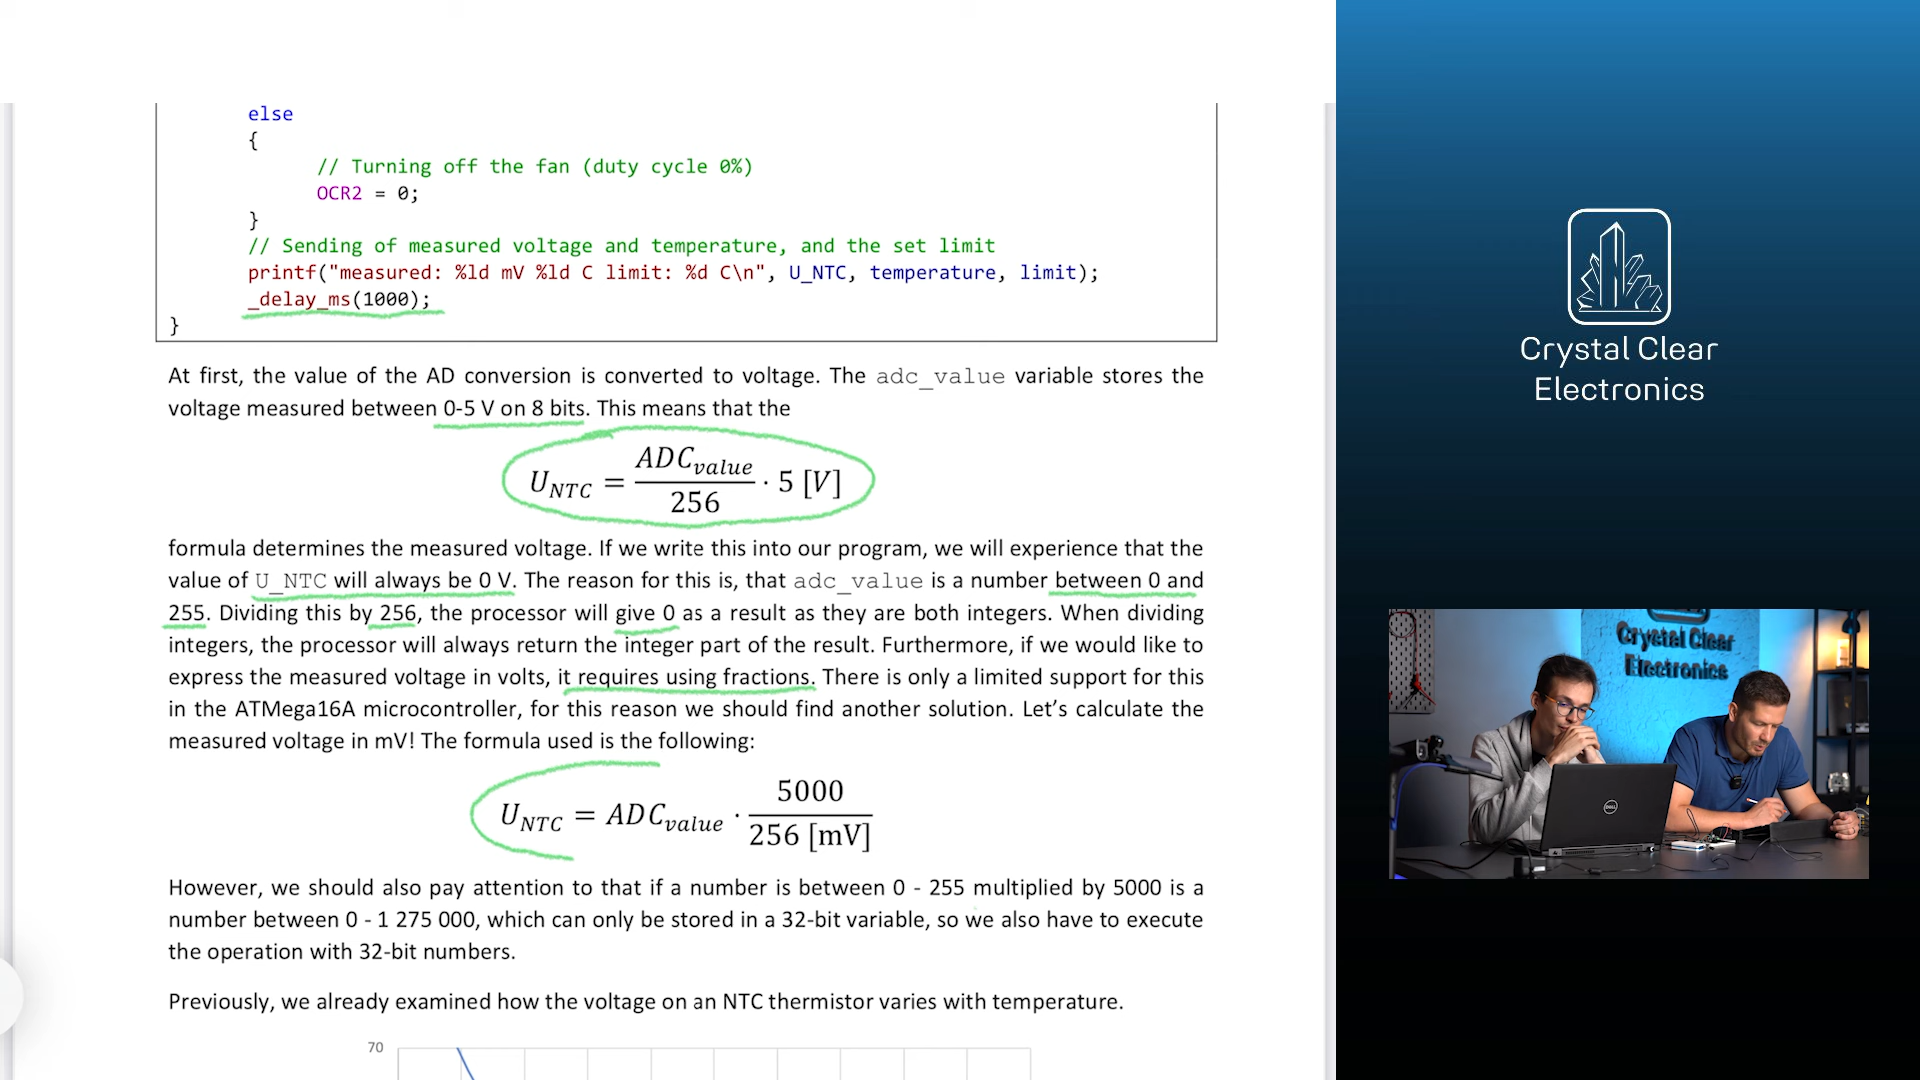 else
{
// Turning off the fan (duty cycle 0%)
OCR2 = 0;
}
// Sending of measured voltage and temperature, and the set limit
printf("measured: %ld mV %ld C limit: %d C\n", U_NTC, temperature, limit);
_delay_ms(1000);
}
At first, the value of the AD conversion is converted to voltage. The adc_value variable stores the
voltage measured between 0-5 V on 8 bits. This means that the
U_NTC = ADC_value / 256 · 5 [V]
formula determines the measured voltage. If we write this into our program, we will experience that the
value of U_NTC will always be 0 V. The reason for this is, that adc_value is a number between 0 and
255. Dividing this by 256, the processor will give 0 as a result as they are both integers. When dividing
integers, the processor will always return the integer part of the result. Furthermore, if we would like to
express the measured voltage in volts, it requires using fractions. There is only a limited support for this
in the ATMega16A microcontroller, for this reason we should find another solution. Let's calculate the
measured voltage in mV! The formula used is the following:
U_NTC = ADC_value · 5000 / 256 [mV]
However, we should also pay attention to that if a number is between 0 - 255 multiplied by 5000 is a
number between 0 - 1 275 000, which can only be stored in a 32-bit variable, so we also have to execute
the operation with 32-bit numbers.
Previously, we already examined how the voltage on an NTC thermistor varies with temperature.
70
Crystal Clear
Electronics
Crystal Clear
Electronics
DELL